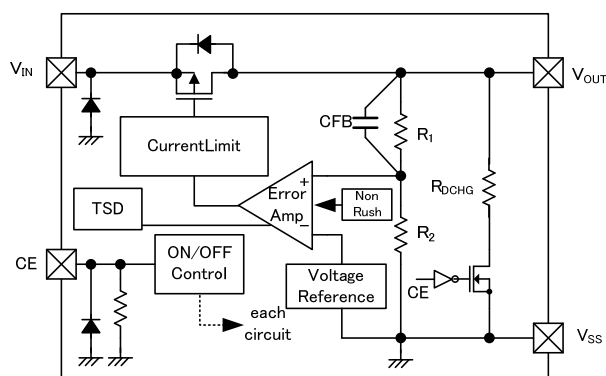 VIN
VOUT
CFB
R1
CurrentLimit
RDCHG
TSD
Error
Amp
+
−
Non
Rush
R2
CE
ON/OFF
Control
Voltage
Reference
CE
each
circuit
VSS